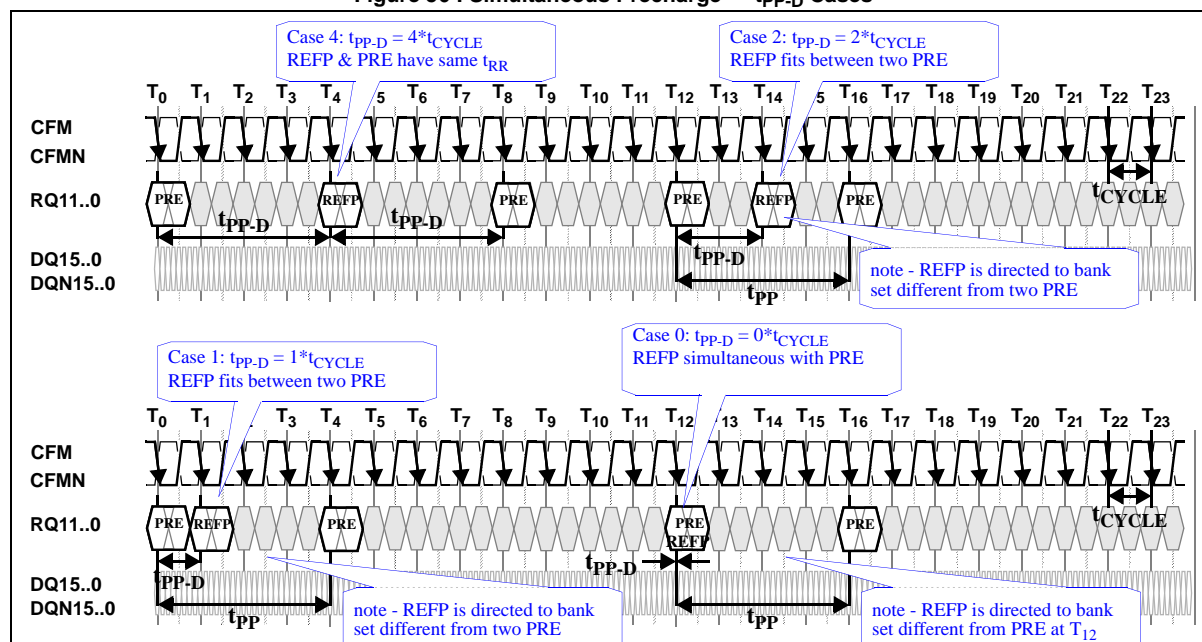 Case 4: tPP-D = 4*tCYCLE
REFP & PRE have same tRR
Case 2: tPP-D = 2*tCYCLE
REFP fits between two PRE
T0 T1 T2 T3 T4 T5 T6 T7 T8 T9 T10 T11 T12 T13 T14 5 T16 T17 T18 T19 T20 T21 T22 T23
CFM
CFMN
RQ11..0
PRE REFP PRE PRE REFP PRE
tCYCLE
tPP-D tPP-D
tPP-D
tPP
DQ15..0
DQN15..0
note - REFP is directed to bank
set different from two PRE
Case 1: tPP-D = 1*tCYCLE
REFP fits between two PRE
Case 0: tPP-D = 0*tCYCLE
REFP simultaneous with PRE
T0 T1 2 T3 T4 T5 T6 T7 T8 T9 T10 T11 T12 13 T14 T15 T16 T17 T18 T19 T20 T21 T22 T23
CFM
CFMN
RQ11..0
PRE REFP PRE PRE REFP PRE
tCYCLE
tPP-D tPP-D
tPP tPP
DQ15..0
DQN15..0
note - REFP is directed to bank
set different from two PRE
note - REFP is directed to bank
set different from PRE at T12